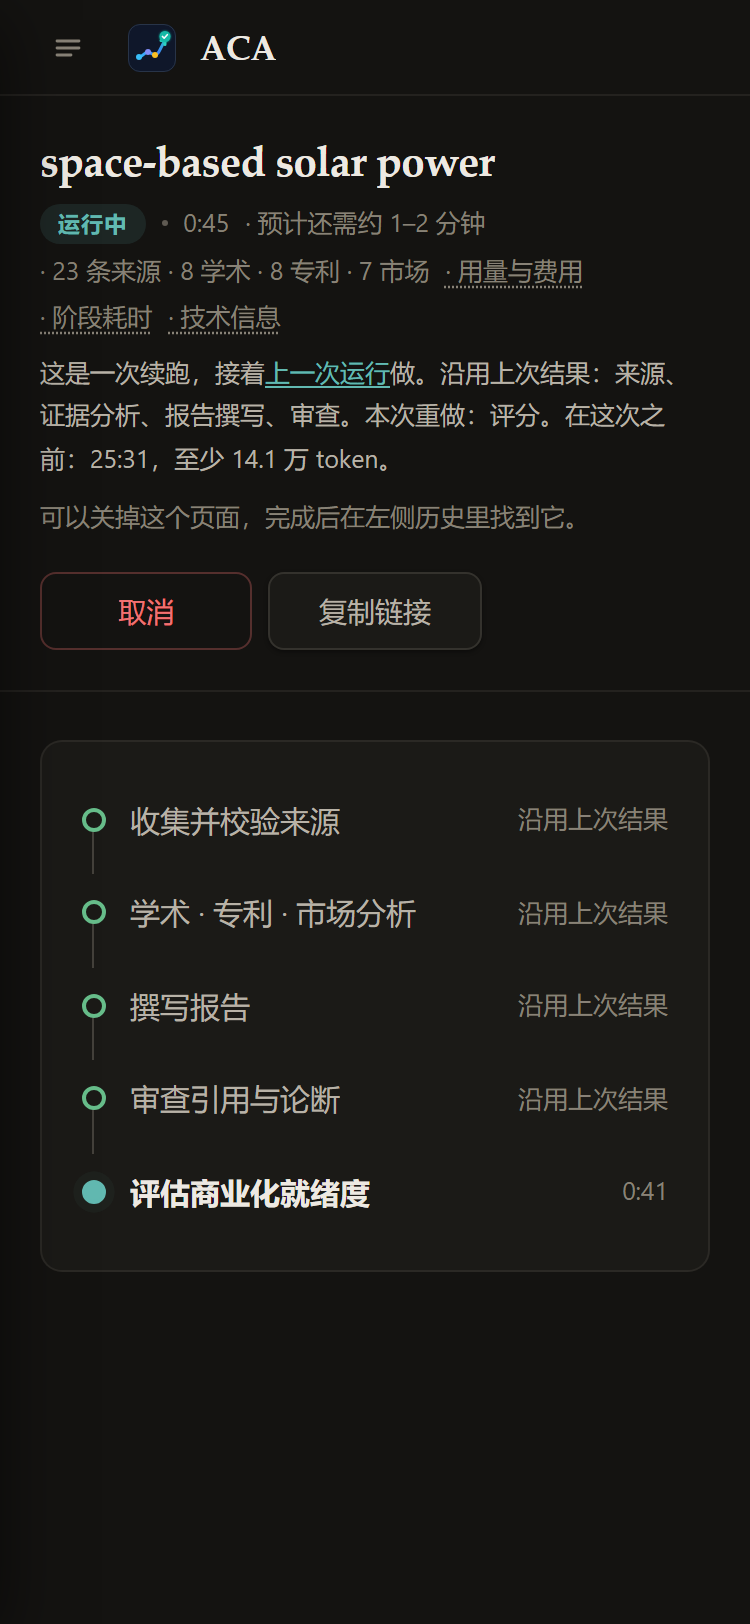 ACA
space-based solar power
运行中 • 0:45 · 预计还需约 1–2 分钟
· 23 条来源 · 8 学术 · 8 专利 · 7 市场 · 用量与费用
· 阶段耗时 · 技术信息
这是一次续跑，接着上一次运行做。沿用上次结果：来源、
证据分析、报告撰写、审查。本次重做：评分。在这次之
前：25:31，至少 14.1 万 token。
可以关掉这个页面，完成后在左侧历史里找到它。
取消 复制链接
收集并校验来源 沿用上次结果
学术 · 专利 · 市场分析 沿用上次结果
撰写报告 沿用上次结果
审查引用与论断 沿用上次结果
评估商业化就绪度 0:41